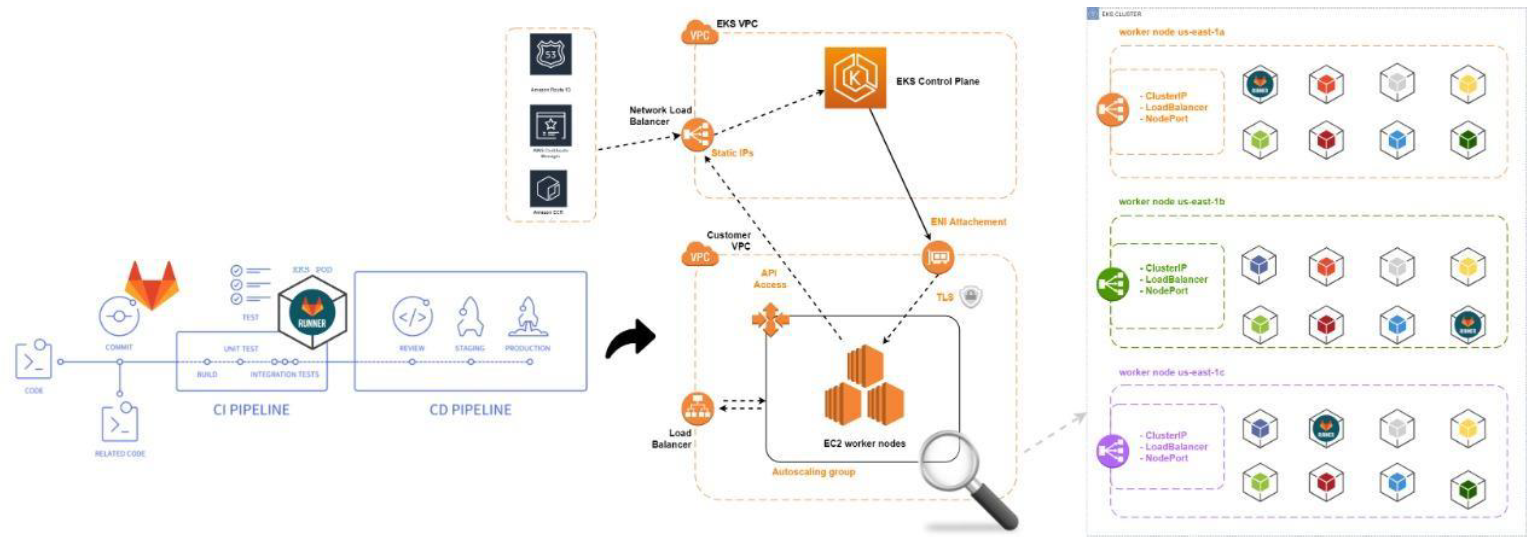 EKS VPC
VPC
Amazon Route 53
Network Load
Balancer
Static IPs
EKS Control Plane
Amazon ECR
ENI Attachement
Customer
VPC
VPC
API
Access
TLS
EC2 worker nodes
Autoscaling group
Load
Balancer
EKS POD
RUNNER
TEST
COMMIT
UNIT TEST
BUILD
INTEGRATION TESTS
REVIEW
STAGING
PRODUCTION
CODE
CI PIPELINE
CD PIPELINE
RELATED CODE
EKS CLUSTER
worker node us-east-1a
- ClusterIP
- LoadBalancer
- NodePort
RUNNER
worker node us-east-1b
- ClusterIP
- LoadBalancer
- NodePort
RUNNER
worker node us-east-1c
- ClusterIP
- LoadBalancer
- NodePort
RUNNER